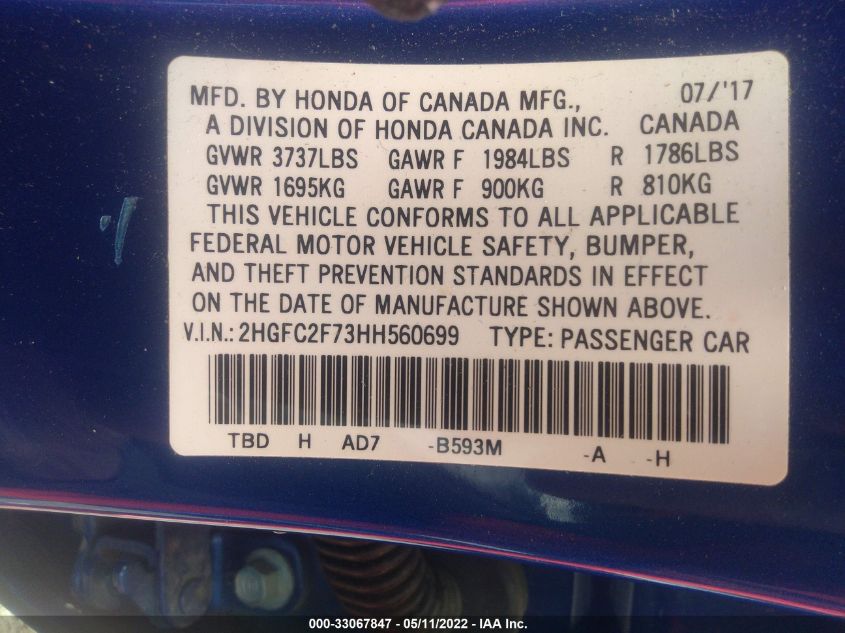 MFD. BY HONDA OF CANADA MFG., 07/'17
A DIVISION OF HONDA CANADA INC. CANADA
GVWR 3737LBS GAWR F 1984LBS R 1786LBS
GVWR 1695KG GAWR F 900KG R 810KG
THIS VEHICLE CONFORMS TO ALL APPLICABLE
FEDERAL MOTOR VEHICLE SAFETY, BUMPER,
AND THEFT PREVENTION STANDARDS IN EFFECT
ON THE DATE OF MANUFACTURE SHOWN ABOVE.
V.I.N.: 2HGFC2F73HH560699 TYPE: PASSENGER CAR
TBD H AD7 -B593M -A -H
000-33067847 / 05/11/2022 - IAA Inc.